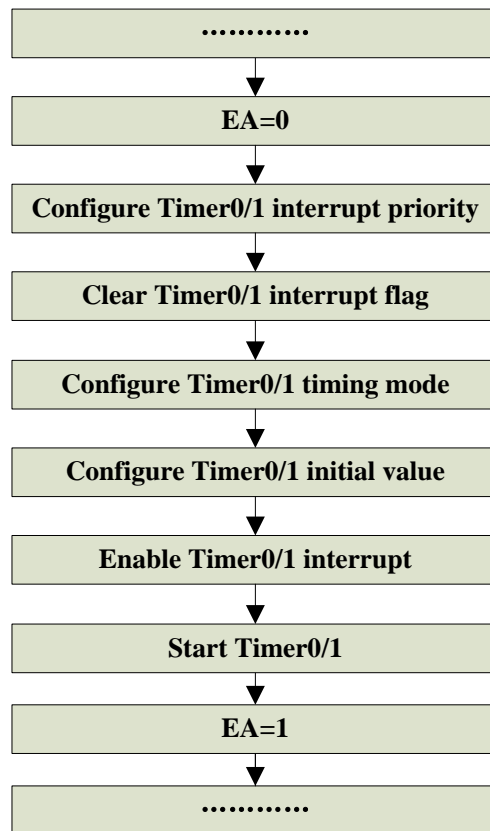 …………
EA=0
Configure Timer0/1 interrupt priority
Clear Timer0/1 interrupt flag
Configure Timer0/1 timing mode
Configure Timer0/1 initial value
Enable Timer0/1 interrupt
Start Timer0/1
EA=1
…………